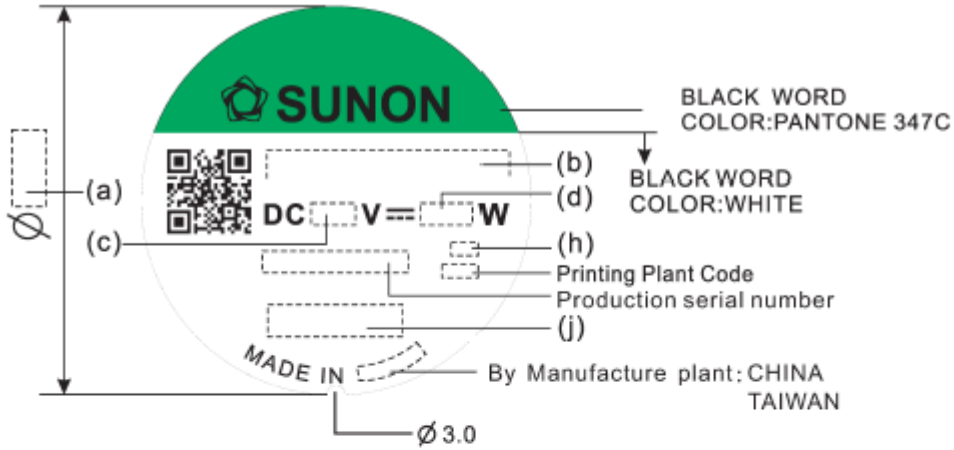 SUNON
BLACK WORD
COLOR:PANTONE 347C
(b)
BLACK WORD
COLOR:WHITE
(a)
Ø
DC V⎓ W
(d)
(c)
(h)
Printing Plant Code
Production serial number
(j)
MADE IN
By Manufacture plant: CHINA
TAIWAN
Ø 3.0